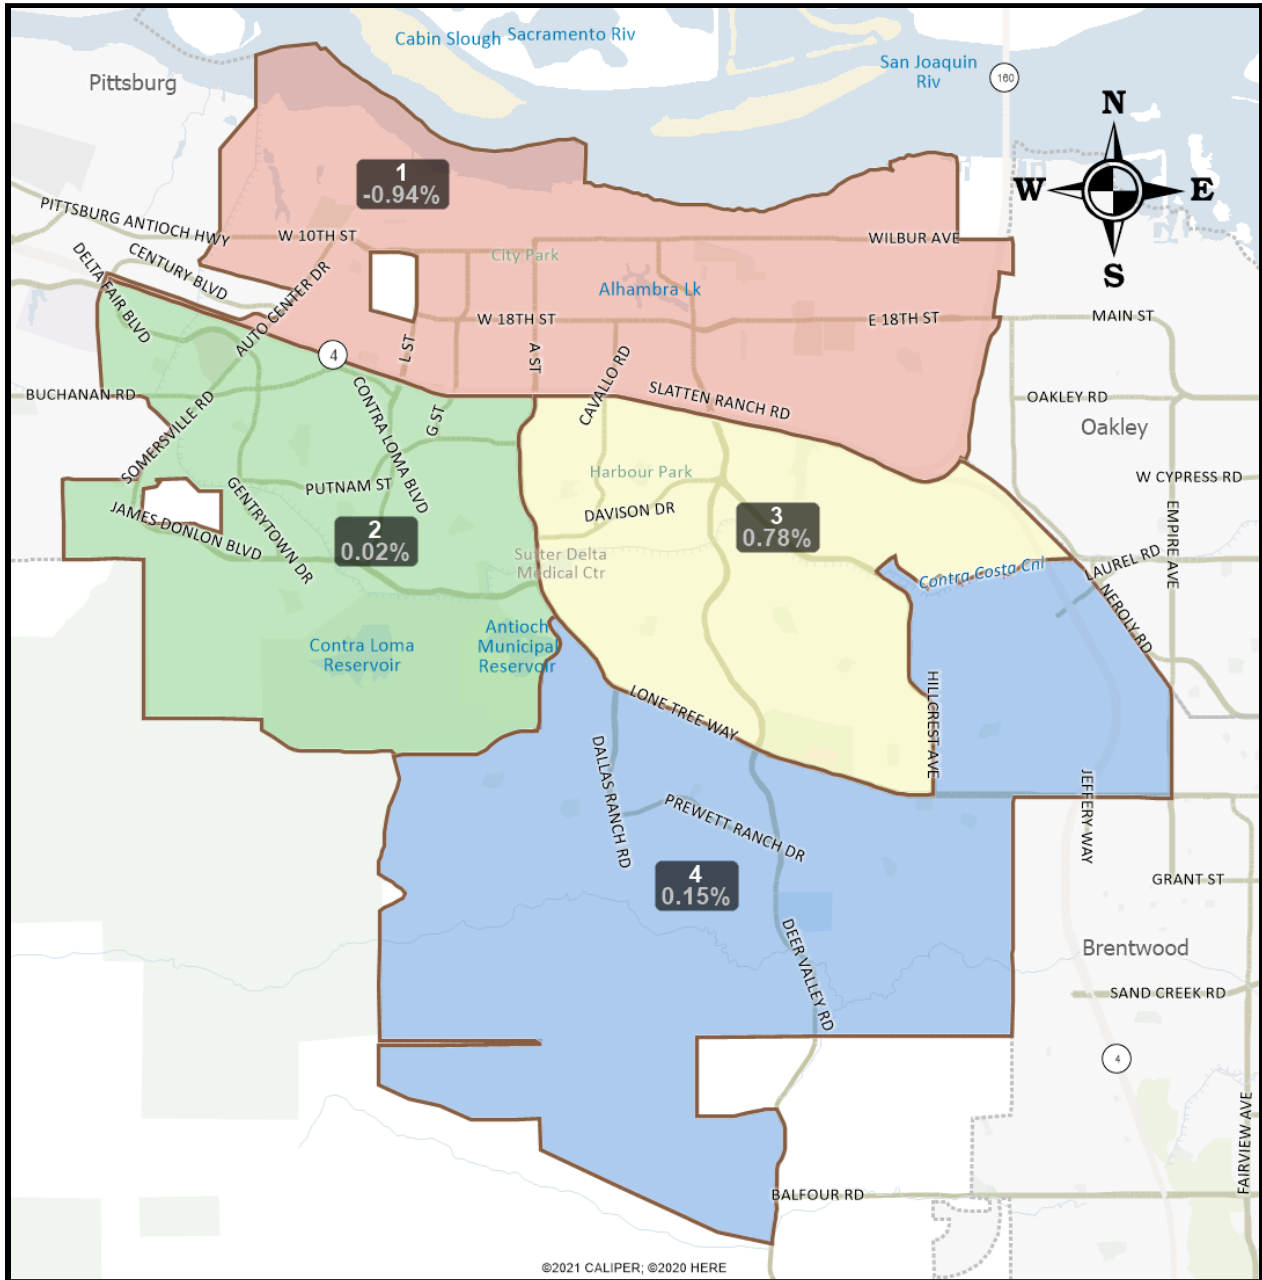 Cabin Slough
Sacramento Riv
San Joaquin
Riv
160
Pittsburg
N
W
E
S
1
-0.94%
PITTSBURG ANTIOCH HWY
W 10TH ST
WILBUR AVE
City Park
CENTURY BLVD
DELTA FAIR BLVD
AUTO CENTER DR
Alhambra Lk
W 18TH ST
E 18TH ST
MAIN ST
4
L ST
A ST
CAVALLO RD
SLATTEN RANCH RD
BUCHANAN RD
CONTRA LOMA BLVD
G ST
OAKLEY RD
Oakley
SOMERSVILLE RD
Harbour Park
W CYPRESS RD
PUTNAM ST
GENTRYTOWN DR
DAVISON DR
JAMES DONLON BLVD
2
0.02%
3
0.78%
EMPIRE AVE
Sutter Delta
Medical Ctr
Contra Costa Cnl
LAUREL RD
NEROLY RD
Contra Loma
Reservoir
Antioch
Municipal
Reservoir
LONE TREE WAY
HILLCREST AVE
DALLAS RANCH RD
PREWETT RANCH DR
JEFFERY WAY
4
0.15%
GRANT ST
DEER VALLEY RD
Brentwood
SAND CREEK RD
4
FAIRVIEW AVE
BALFOUR RD
©2021 CALIPER; ©2020 HERE